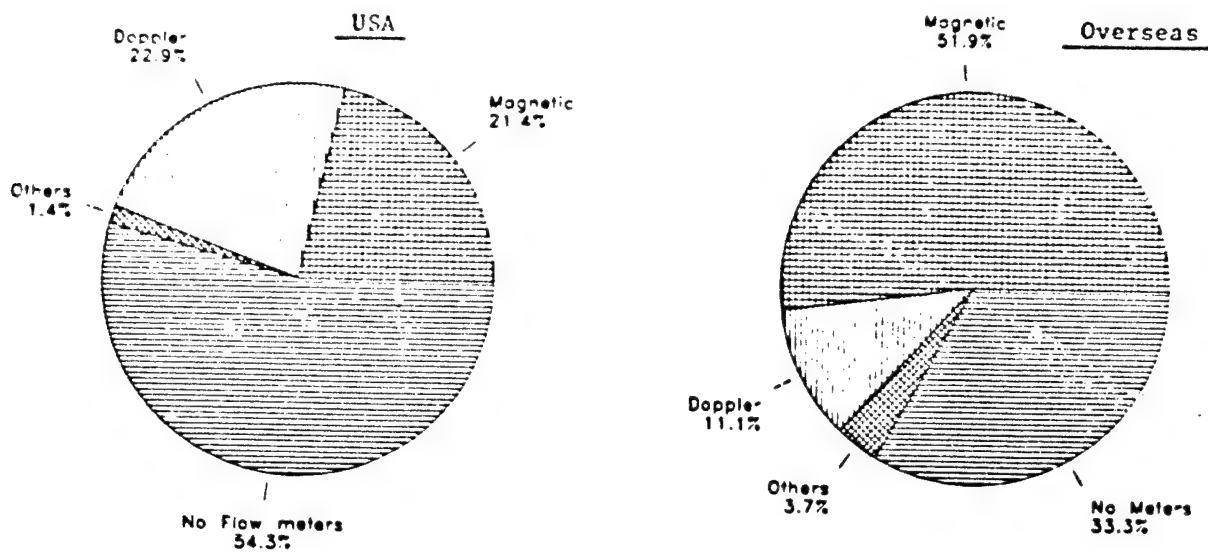 USA
Doppler
22.9%
Magnetic
21.4%
Others
1.4%
No Flow meters
54.3%
Overseas
Magnetic
51.9%
Doppler
11.1%
Others
3.7%
No Meters
33.3%